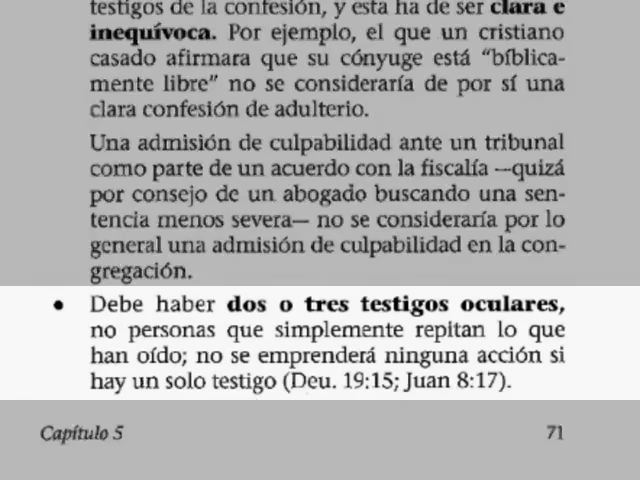 testigos de la confesión, y esta ha de ser clara e
inequívoca. Por ejemplo, el que un cristiano
casado afirmara que su cónyuge está "bíblica-
mente libre" no se consideraría de por sí una
clara confesión de adulterio.
Una admisión de culpabilidad ante un tribunal
como parte de un acuerdo con la fiscalía —quizá
por consejo de un abogado buscando una sen-
tencia menos severa— no se consideraría por lo
general una admisión de culpabilidad en la con-
gregación.
• Debe haber dos o tres testigos oculares,
no personas que simplemente repitan lo que
han oído; no se emprenderá ninguna acción si
hay un solo testigo (Deu. 19:15; Juan 8:17).
Capítulo 5 71